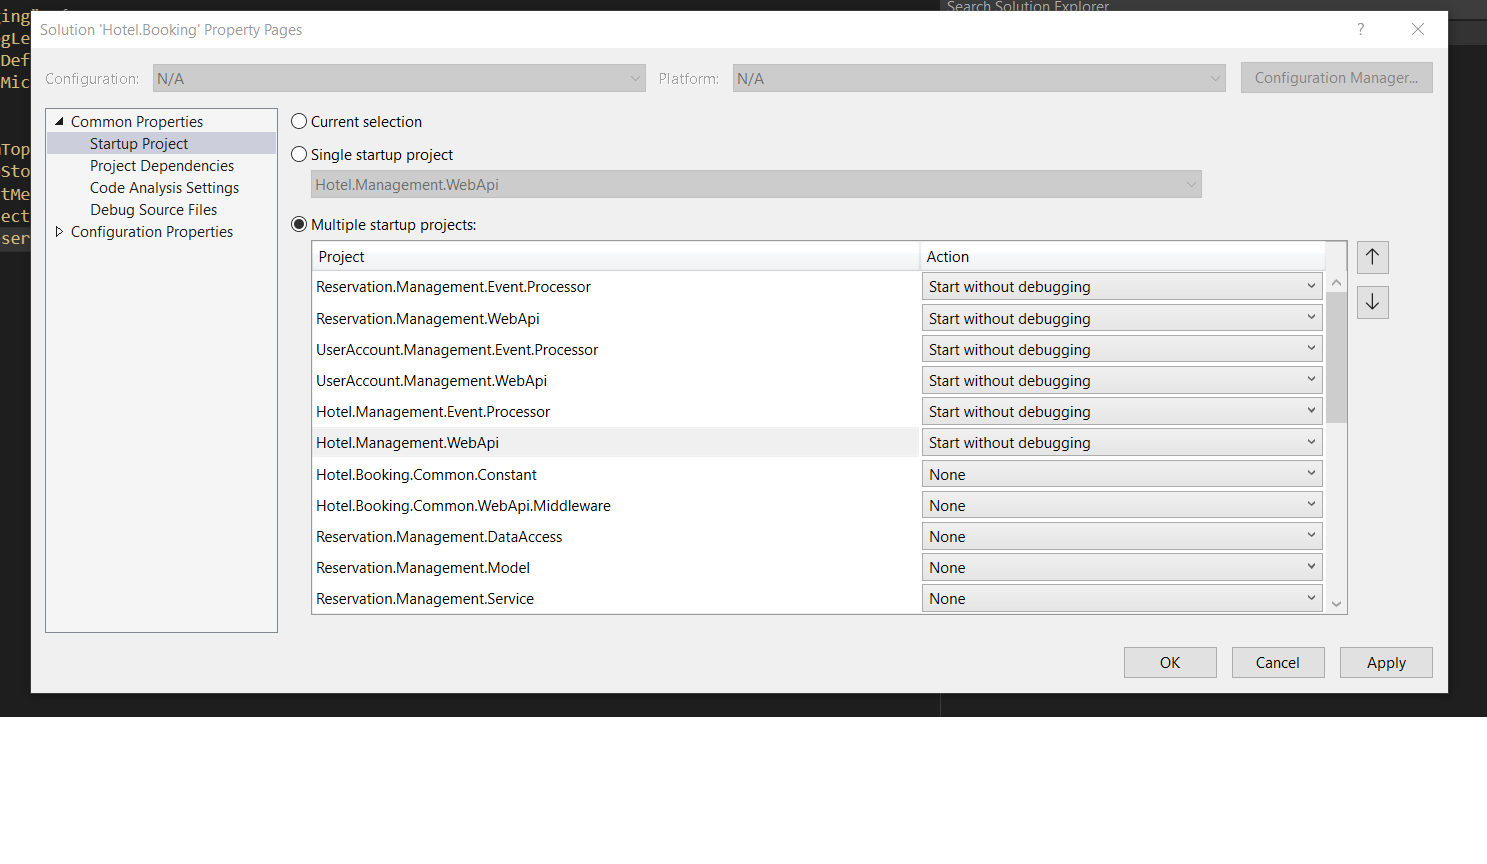 Search Solution Explorer
ging
gLe
Def
Mic
Top
Sto
tMe
ect
ser
Solution 'Hotel.Booking' Property Pages
?
Configuration: N/A Platform: N/A Configuration Manager...
Common Properties
Startup Project
Project Dependencies
Code Analysis Settings
Debug Source Files
Configuration Properties
Current selection
Single startup project
Hotel.Management.WebApi
Multiple startup projects:
Project Action
Reservation.Management.Event.Processor Start without debugging
Reservation.Management.WebApi Start without debugging
UserAccount.Management.Event.Processor Start without debugging
UserAccount.Management.WebApi Start without debugging
Hotel.Management.Event.Processor Start without debugging
Hotel.Management.WebApi Start without debugging
Hotel.Booking.Common.Constant None
Hotel.Booking.Common.WebApi.Middleware None
Reservation.Management.DataAccess None
Reservation.Management.Model None
Reservation.Management.Service None
OK Cancel Apply